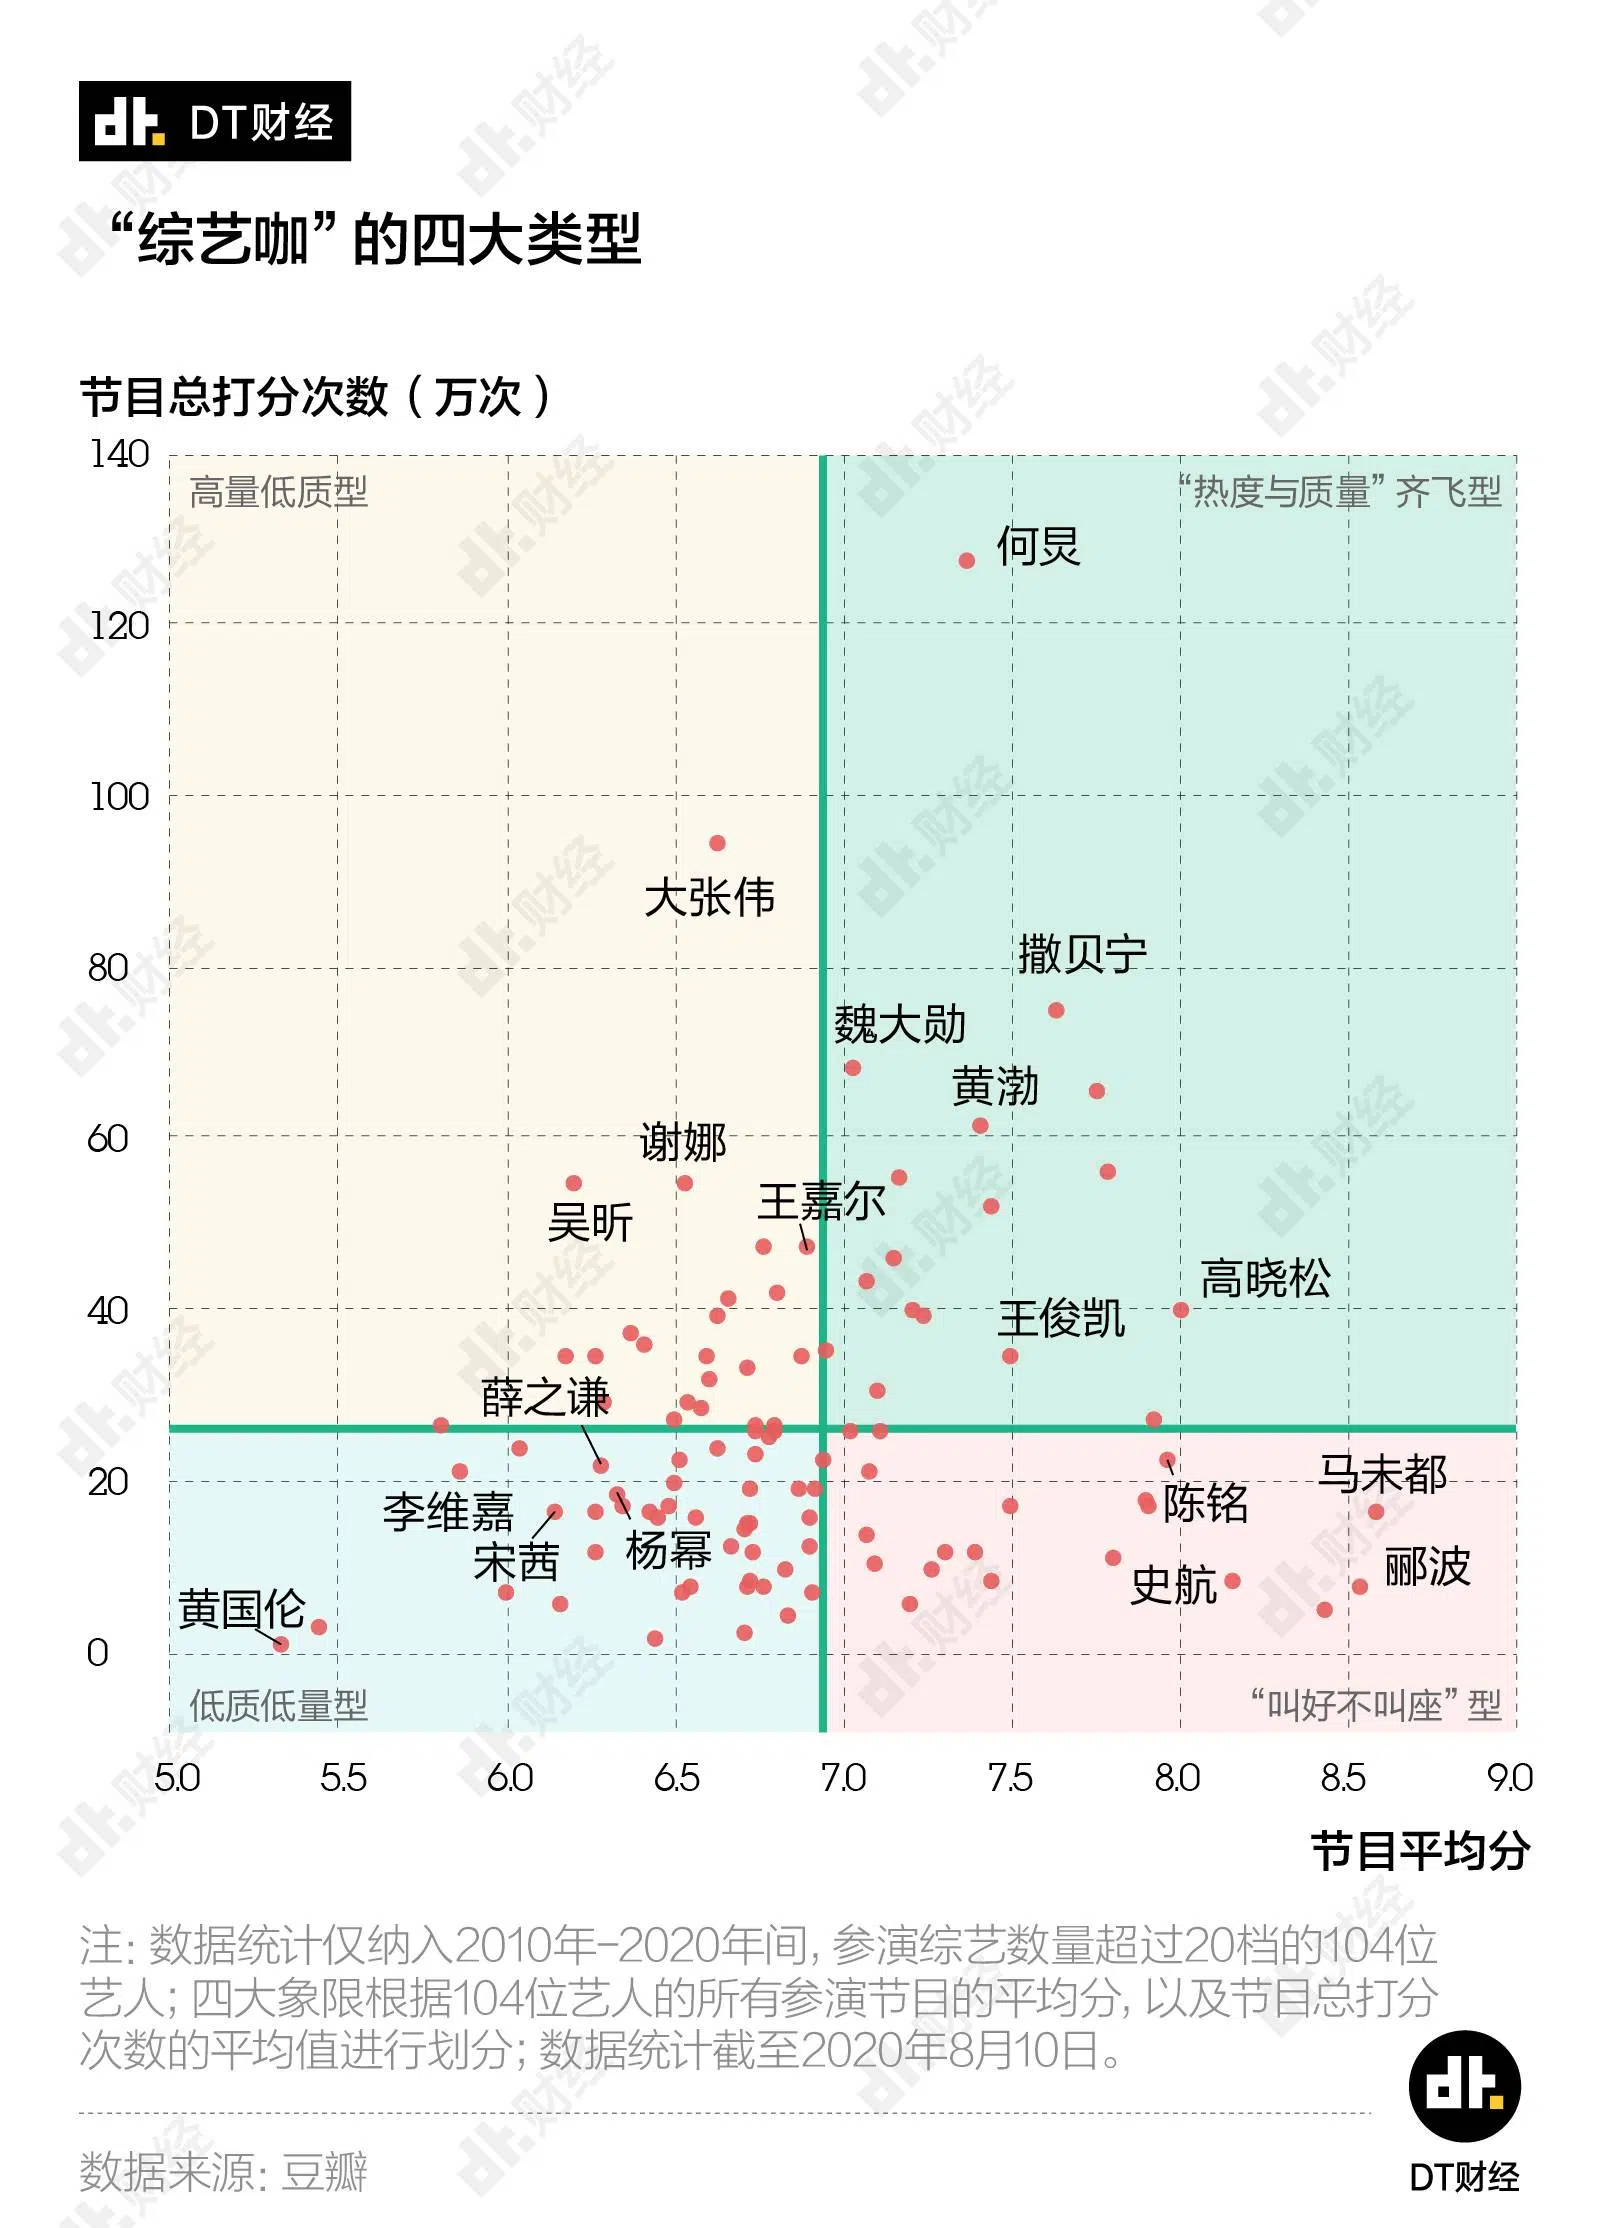 dt. DT财经
“综艺咖”的四大类型
节目总打分次数（万次）
140
高量低质型
“热度与质量”齐飞型
何炅
120
100
大张伟
撒贝宁
80
魏大勋
黄渤
谢娜
60
王嘉尔
吴昕
高晓松
王俊凯
40
薛之谦
马未都
20
李维嘉
陈铭
宋茜
杨幂
郦波
史航
黄国伦
0
低质低量型
“叫好不叫座”型
5.0 5.5 6.0 6.5 7.0 7.5 8.0 8.5 9.0
节目平均分
注：数据统计仅纳入2010年-2020年间，参演综艺数量超过20档的104位
艺人；四大象限根据104位艺人的所有参演节目的平均分，以及节目总打分
次数的平均值进行划分；数据统计截至2020年8月10日。
数据来源：豆瓣
dt.
DT财经